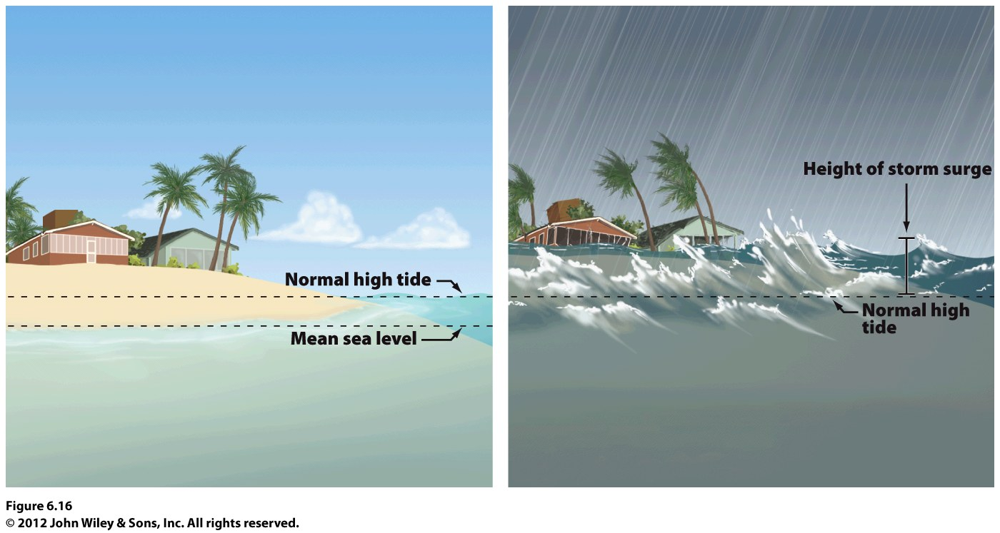 Normal high tide
Mean sea level
Height of storm surge
Normal high
tide
Figure 6.16
© 2012 John Wiley & Sons, Inc. All rights reserved.